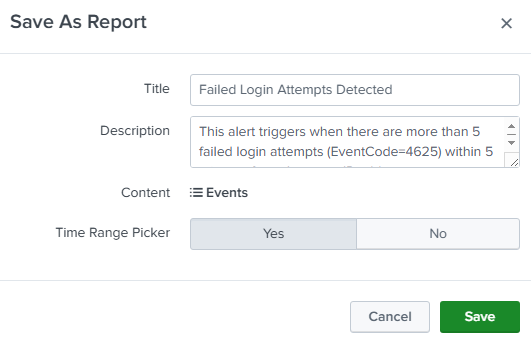 Save As Report
Title
Failed Login Attempts Detected
Description
This alert triggers when there are more than 5
failed login attempts (EventCode=4625) within 5
Content
Events
Time Range Picker
Yes
No
Cancel
Save